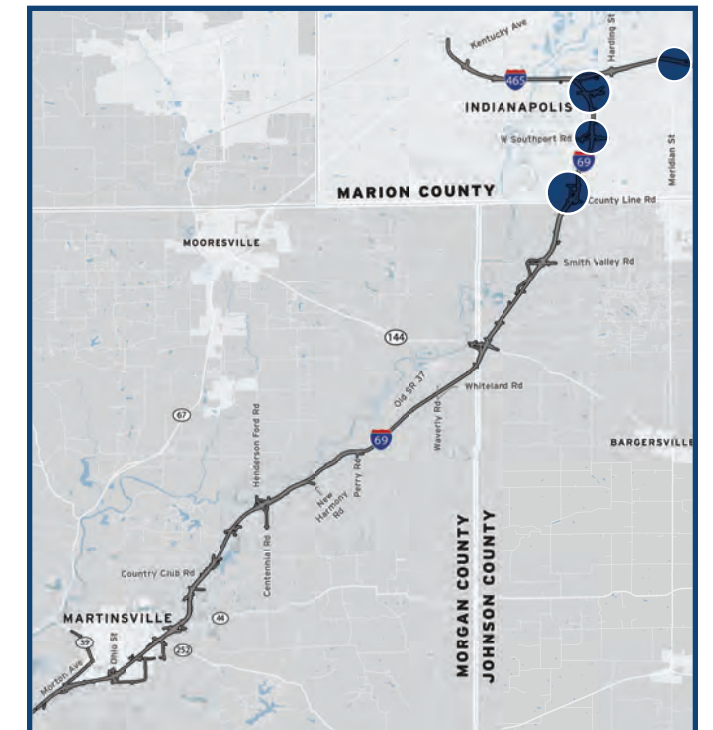 Kentucky Ave
Harding St
465
INDIANAPOLIS
W Southport Rd
69
Meridian St
MARION COUNTY
County Line Rd
MOORESVILLE
Smith Valley Rd
144
Old SR 37
Whiteland Rd
67
Waverly Rd
Henderson Ford Rd
69
BARGERSVILLE
Perry Rd
New
Harmony
Rd
Centennial Rd
MORGAN COUNTY
JOHNSON COUNTY
Country Club Rd
MARTINSVILLE
44
39
Ohio St
252
Morton Ave